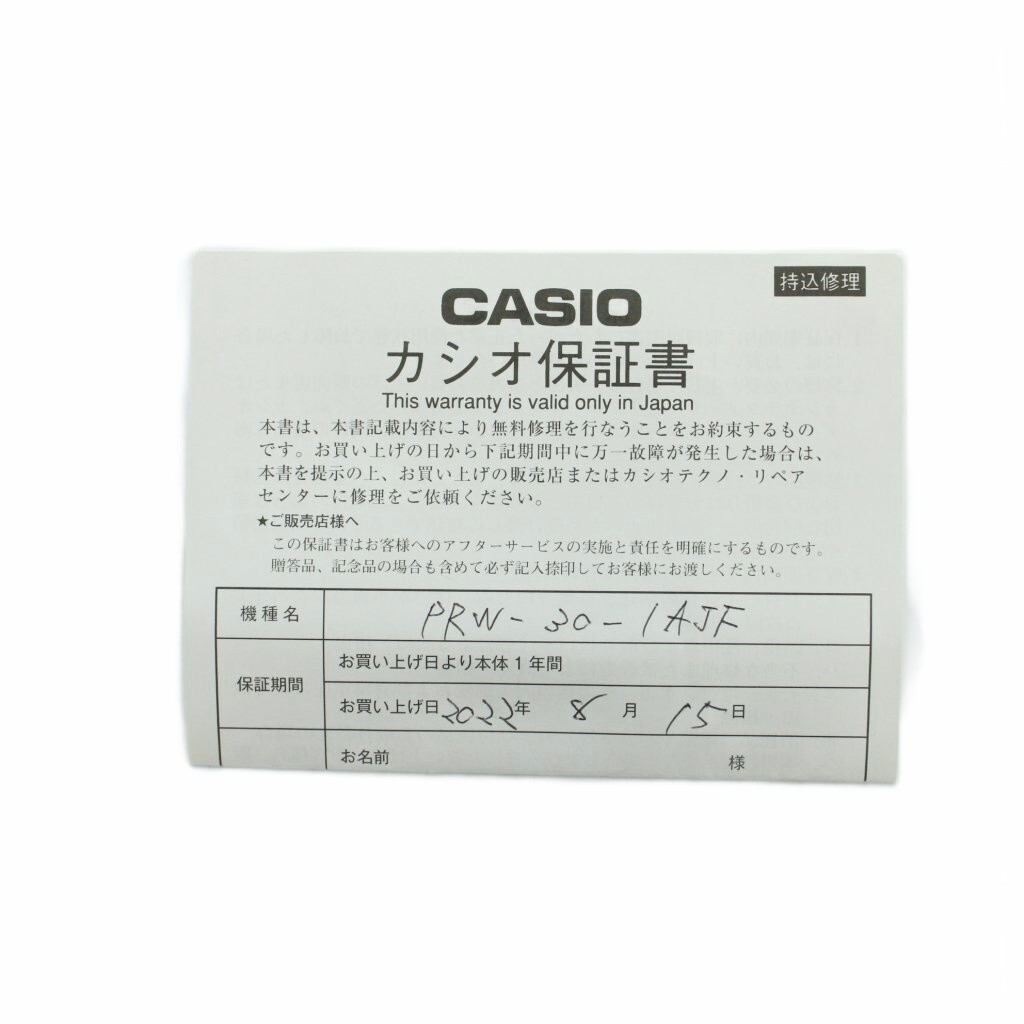 持込修理
CASIO
カシオ保証書
This warranty is valid only in Japan
本書は、本書記載内容により無料修理を行なうことをお約束するもの
です。お買い上げの日から下記期間中に万一故障が発生した場合は、
本書を提示の上、お買い上げの販売店またはカシオテクノ・リペア
センターに修理をご依頼ください。
★ご販売店様へ
この保証書はお客様へのアフターサービスの実施と責任を明確にするものです。
贈答品、記念品の場合も含めて必ず記入捺印してお客様にお渡しください。
機種名 PRW-30-1AJF
保証期間 お買い上げ日より本体1年間
お買い上げ日 2022年 8月 15日
お名前 様